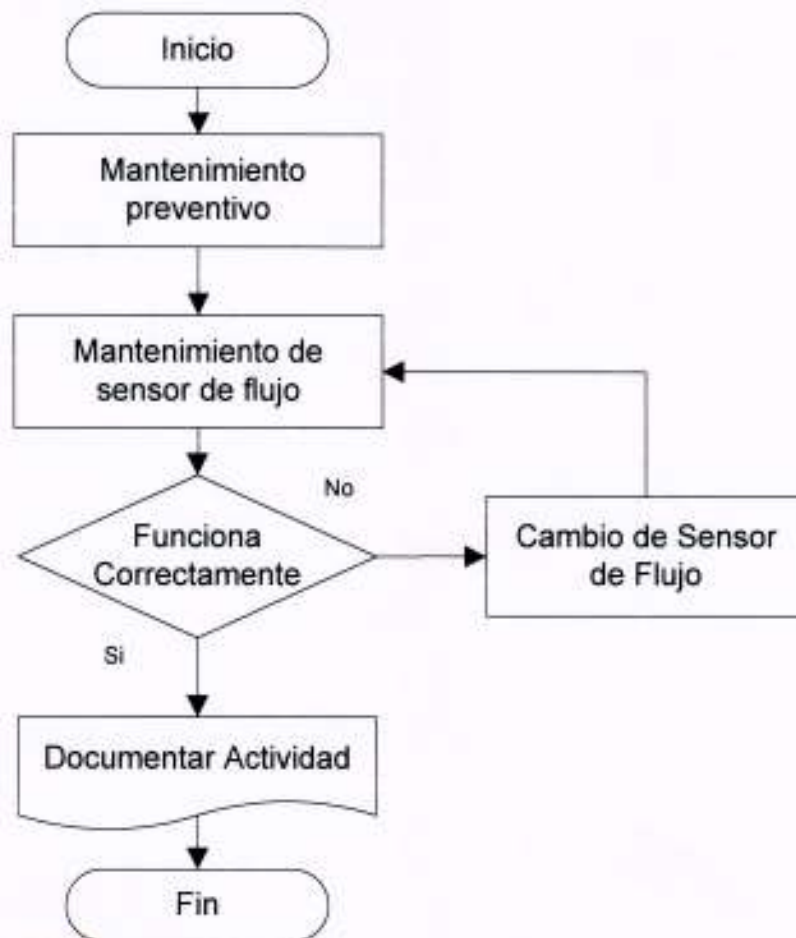 Inicio
Mantenimiento
preventivo
Mantenimiento de
sensor de flujo
No
Funciona
Correctamente
Cambio de Sensor
de Flujo
Si
Documentar Actividad
Fin